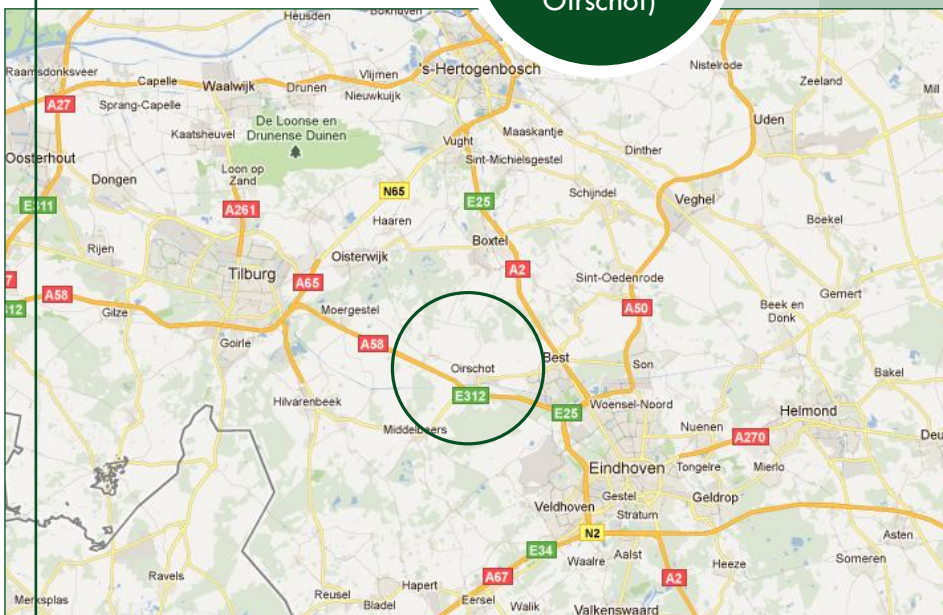 Oirschot)
Heusden
Bokhoven
Nistelrode
Raamsdonksveer
Capelle
Waalwijk
Drunen
Vlijmen
Nieuwkuijk
's-Hertogenbosch
Zeeland
Mill
A27
Sprang-Capelle
De Loonse en
Drunense Duinen
Uden
Kaatsheuvel
Vught
Maaskantje
Dinther
Oosterhout
Loon op
Zand
Sint-Michielsgestel
Dongen
N65
Schijndel
Veghel
E311
A261
E25
Haaren
Boekel
Rijen
Oisterwijk
Boxtel
Tilburg
A65
A2
Sint-Oedenrode
A58
Gilze
Moergestel
A50
Beek en
Donk
Gemert
E312
Goirle
A58
Orschot
Best
Son
Bakel
Hilvarenbeek
E312
E25
Woensel-Noord
Helmond
Middelbeers
Nuenen
A270
Eindhoven
Tongelre
Mierlo
Veldhoven
Gestel
Geldrop
Stratum
N2
Asten
E34
Waalre
Aalst
Heeze
Someren
Ravels
A67
A2
Merksplas
Reusel
Hapert
Bladel
Eersel
Walik
Valkenswaard